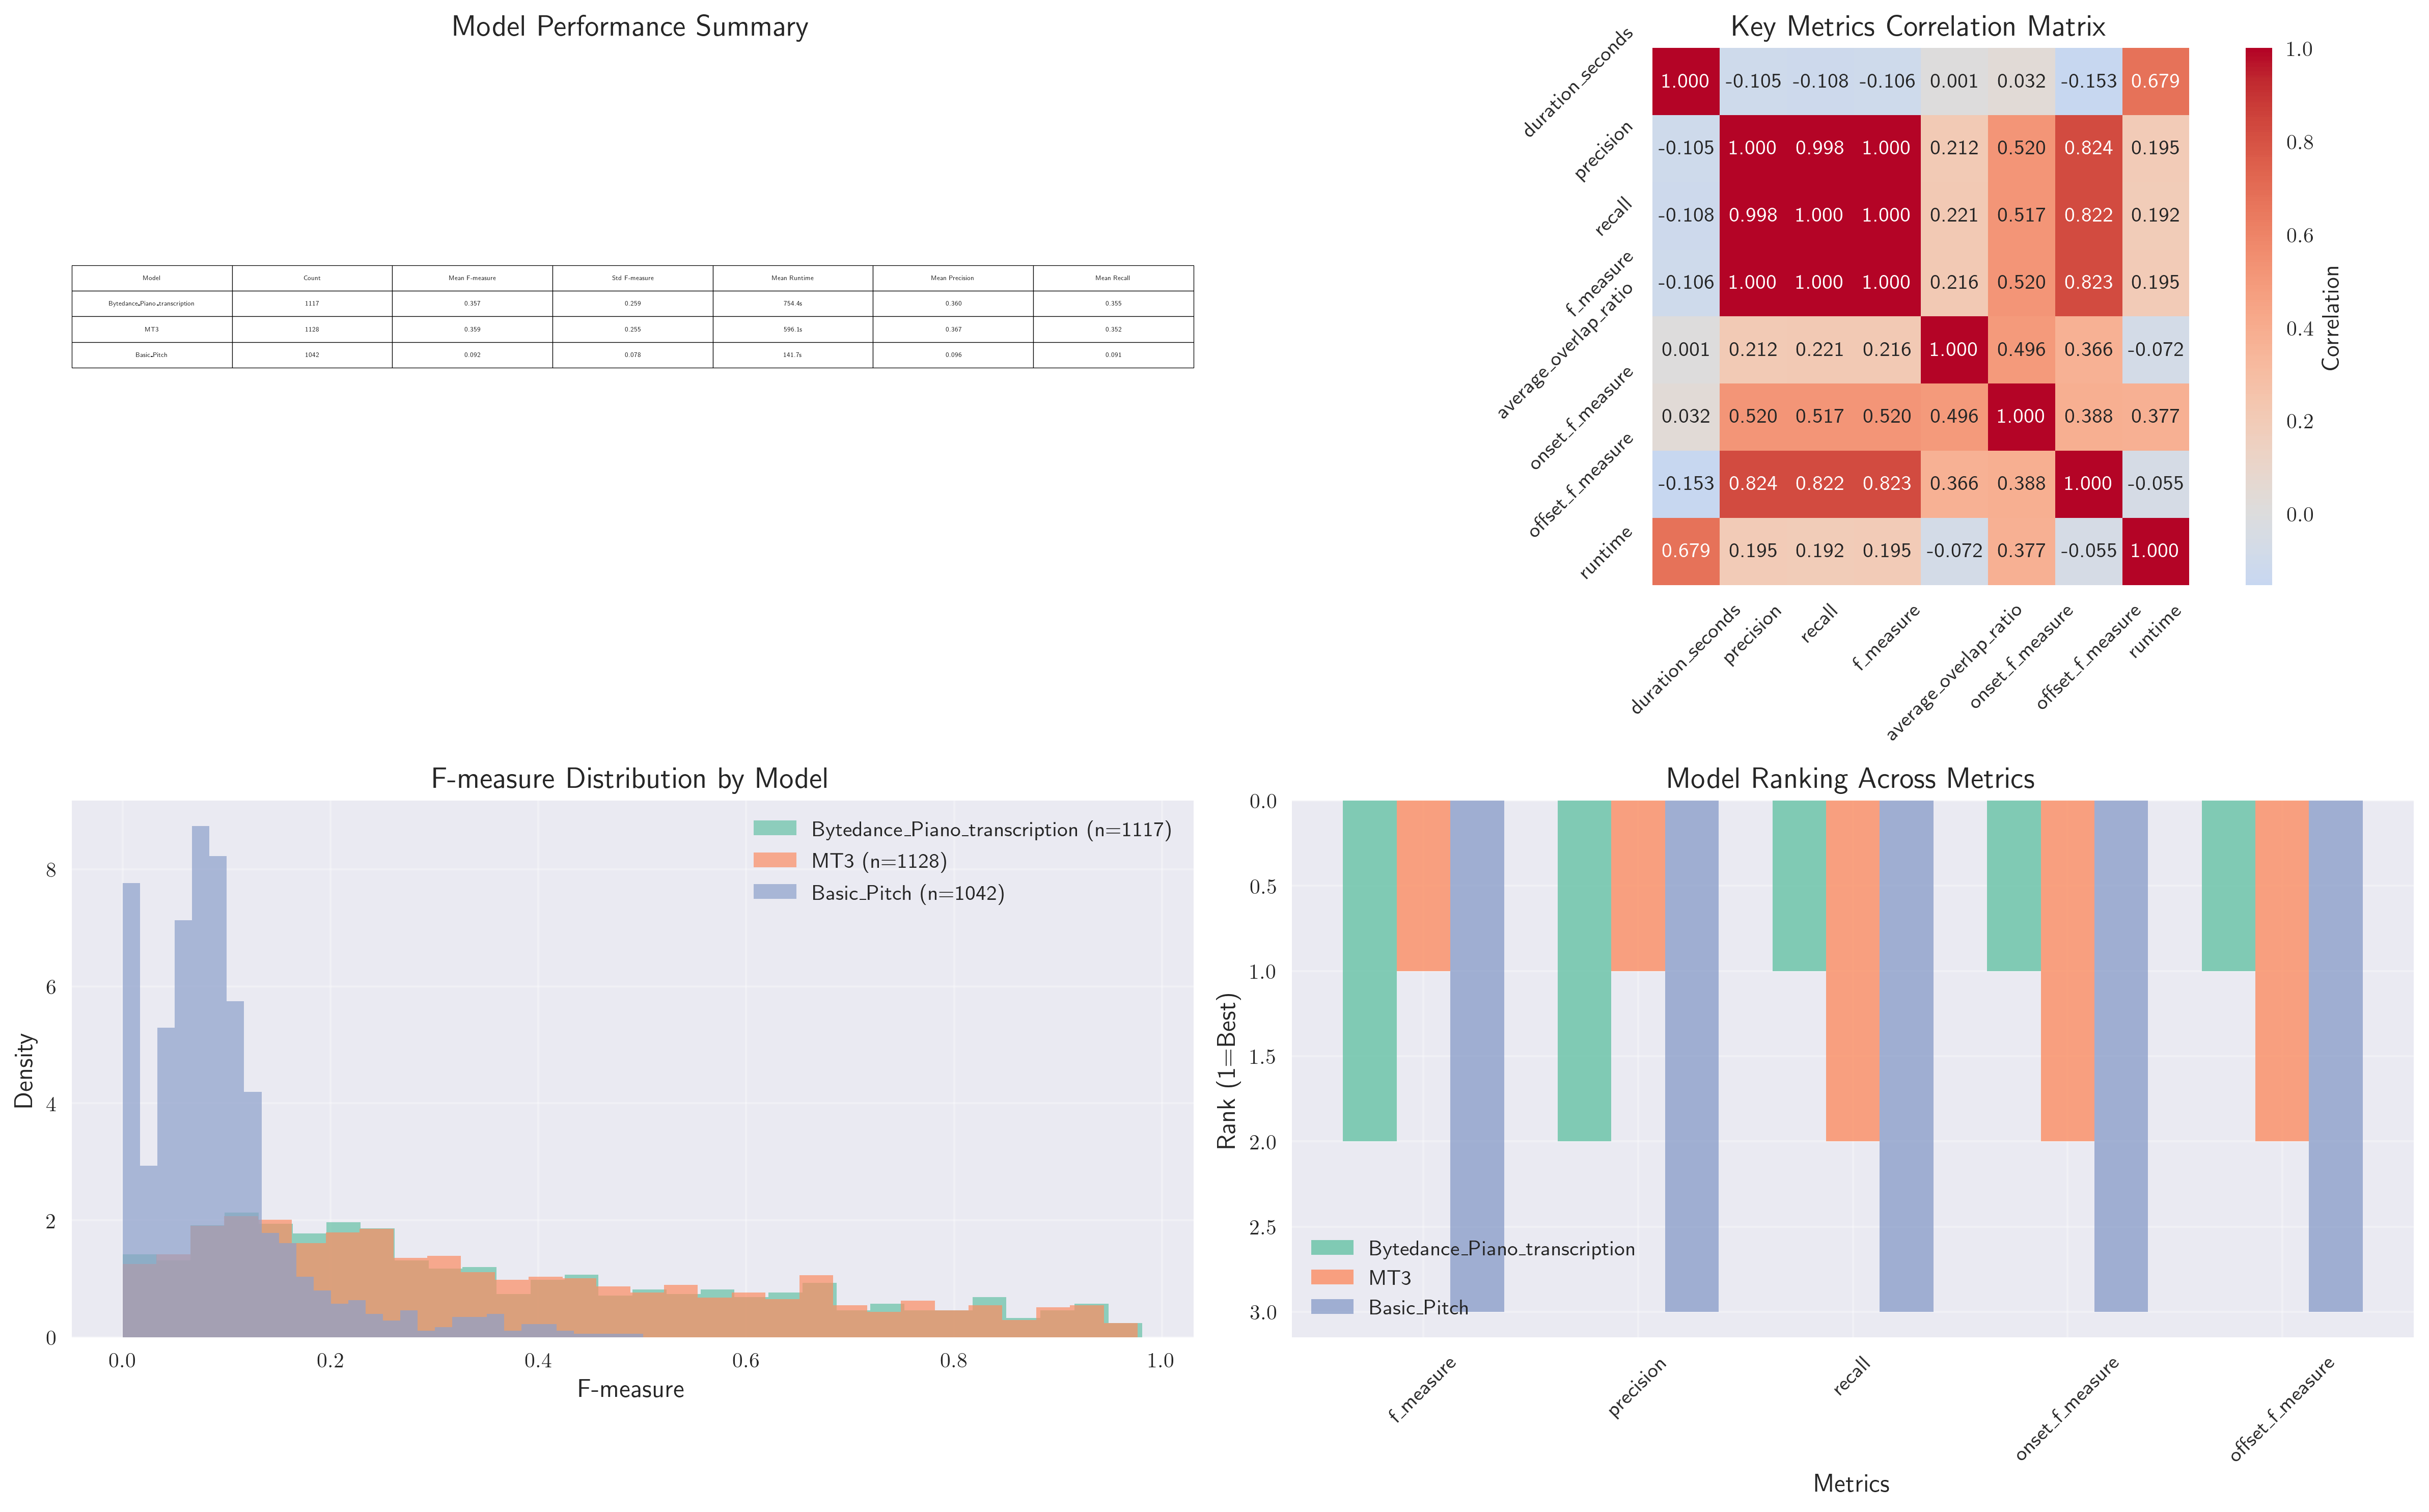 Model Performance Summary
Model Count Mean F-measure Std F-measure Mean Runtime Mean Precision Mean Recall
Bytedance_Piano_transcription 1117 0.357 0.259 754.4s 0.360 0.355
MT3 1128 0.359 0.255 596.1s 0.367 0.352
Basic_Pitch 1042 0.092 0.078 141.7s 0.096 0.091
Key Metrics Correlation Matrix
duration_seconds 1.000 -0.105 -0.108 -0.106 0.001 0.032 -0.153 0.679
precision -0.105 1.000 0.998 1.000 0.212 0.520 0.824 0.195
recall -0.108 0.998 1.000 1.000 0.221 0.517 0.822 0.192
f_measure -0.106 1.000 1.000 1.000 0.216 0.520 0.823 0.195
average_overlap_ratio 0.001 0.212 0.221 0.216 1.000 0.496 0.366 -0.072
onset_f_measure 0.032 0.520 0.517 0.520 0.496 1.000 0.388 0.377
offset_f_measure -0.153 0.824 0.822 0.823 0.366 0.388 1.000 -0.055
runtime 0.679 0.195 0.192 0.195 -0.072 0.377 -0.055 1.000
duration_seconds precision recall f_measure average_overlap_ratio onset_f_measure offset_f_measure runtime
1.0
0.8
0.6
0.4
0.2
0.0
Correlation
F-measure Distribution by Model
Bytedance_Piano_transcription (n=1117)
MT3 (n=1128)
Basic_Pitch (n=1042)
Density
8
6
4
2
0
0.0 0.2 0.4 0.6 0.8 1.0
F-measure
Model Ranking Across Metrics
Rank (1=Best)
0.0
0.5
1.0
1.5
2.0
2.5
3.0
Bytedance_Piano_transcription
MT3
Basic_Pitch
f_measure precision recall onset_f_measure offset_f_measure
Metrics